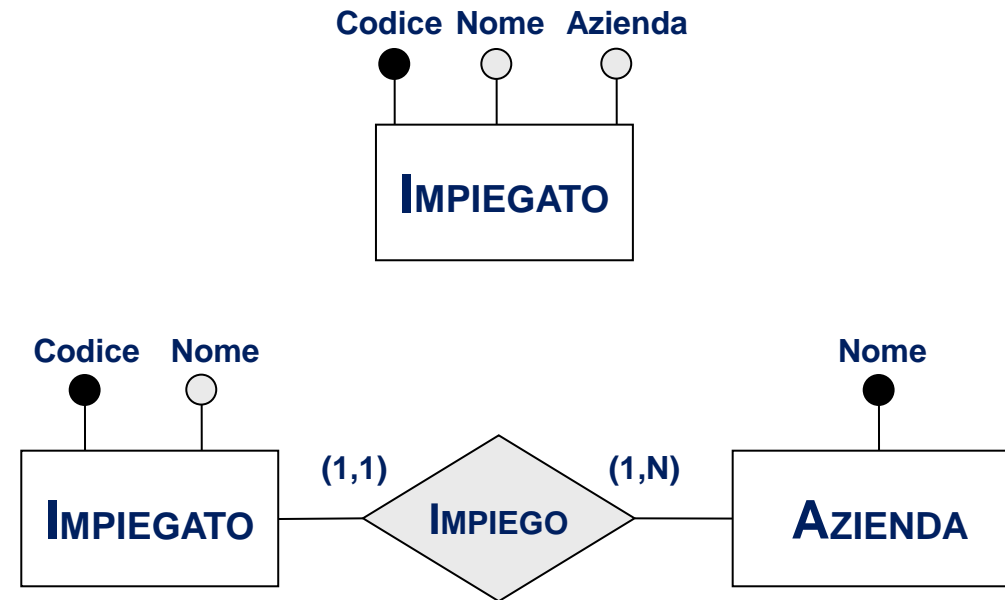 Codice Nome Azienda
IMPIEGATO
Codice Nome Nome
(1,1) (1,N)
IMPIEGATO IMPIEGO AZIENDA